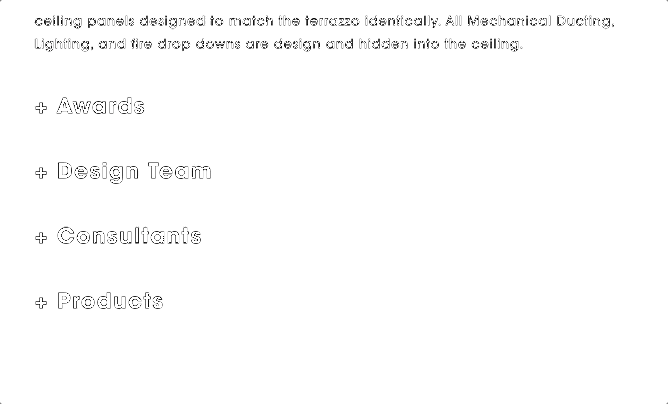 ceiling panels designed to match the terrazzo identically. All Mechanical Ducting,
Lighting, and fire drop downs are design and hidden into the ceiling.
+ Awards
+ Design Team
+ Consultants
+ Products